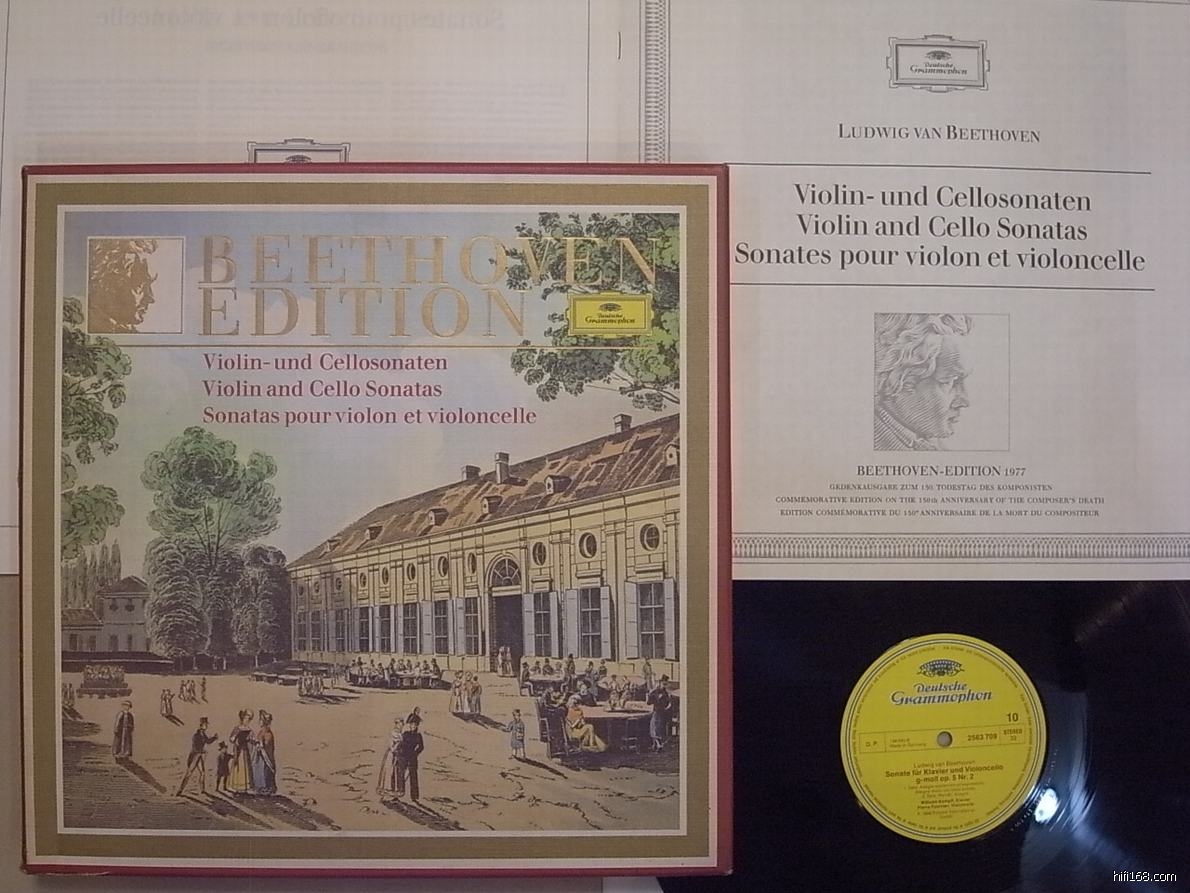 Deutsche
Grammophon
LUDWIG VAN BEETHOVEN
Violin- und Cellosonaten
Violin and Cello Sonatas
Sonates pour violon et violoncelle
BEETHOVEN-EDITION 1977
GEDENKAUSGABE ZUM 150. TODESTAG DES KOMPONISTEN
COMMEMORATIVE EDITION ON THE 150th ANNIVERSARY OF THE COMPOSER'S DEATH
EDITION COMMÉMORATIVE DU 150e ANNIVERSAIRE DE LA MORT DU COMPOSITEUR
BEETHOVEN
EDITION
Deutsche
Grammophon
Violin- und Cellosonaten
Violin and Cello Sonatas
Sonatas pour violon et violoncelle
Deutsche
Grammophon
10
2563 709
STEREO
33
Made in Germany
Ludwig van Beethoven
Sonate für Klavier und Violoncello
g-moll op. 5 Nr. 2
Wilhelm Kempff, Klavier
Pierre Fournier, Violoncello
hifi168.com